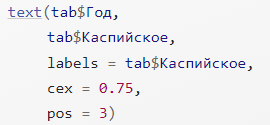 text(tab$Год,
tab$Каспийское,
labels = tab$Каспийское,
cex = 0.75,
pos = 3)